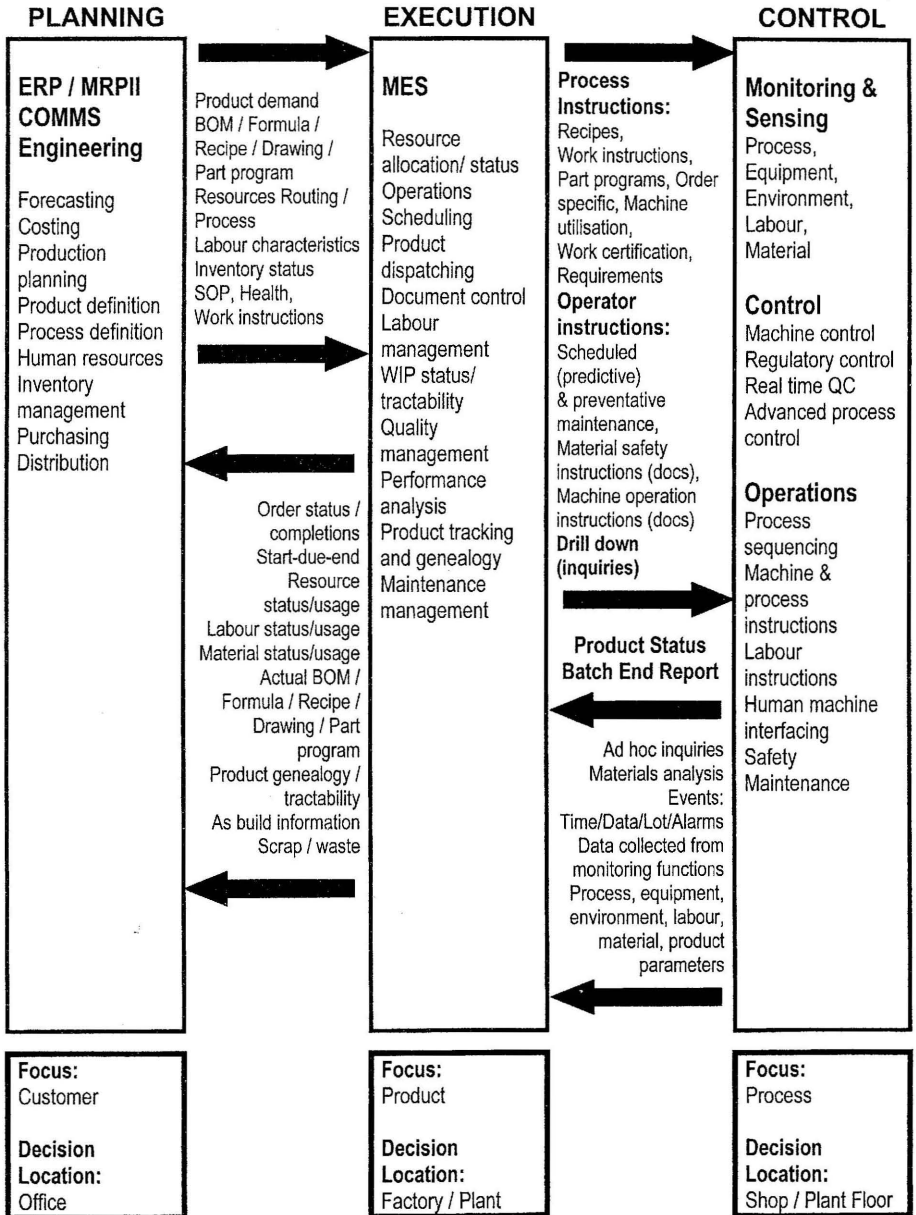 PLANNING
ERP / MRPII
COMMS
Engineering
Forecasting
Costing
Production
planning
Product definition
Process definition
Human resources
Inventory
management
Purchasing
Distribution
Product demand
BOM / Formula /
Recipe / Drawing /
Part program
Resources Routing /
Process
Labour characteristics
Inventory status
SOP, Health,
Work instructions
Order status /
completions
Start-due-end
Resource
status/usage
Labour status/usage
Material status/usage
Actual BOM /
Formula / Recipe /
Drawing / Part
program
Product genealogy /
tractability
As build information
Scrap / waste
EXECUTION
MES
Resource
allocation/ status
Operations
Scheduling
Product
dispatching
Document control
Labour
management
WIP status/
tractability
Quality
management
Performance
analysis
Product tracking
and genealogy
Maintenance
management
Process
Instructions:
Recipes,
Work instructions,
Part programs, Order
specific, Machine
utilisation,
Work certification,
Requirements
Operator
instructions:
Scheduled
(predictive)
& preventative
maintenance,
Material safety
instructions (docs),
Machine operation
instructions (docs)
Drill down
(inquiries)
Product Status
Batch End Report
Ad hoc inquiries
Materials analysis
Events:
Time/Data/Lot/Alarms
Data collected from
monitoring functions
Process, equipment,
environment, labour,
material, product
parameters
CONTROL
Monitoring &
Sensing
Process,
Equipment,
Environment,
Labour,
Material
Control
Machine control
Regulatory control
Real time QC
Advanced process
control
Operations
Process
sequencing
Machine &
process
instructions
Labour
instructions
Human machine
interfacing
Safety
Maintenance
Focus:
Customer
Decision
Location:
Office
Focus:
Product
Decision
Location:
Factory / Plant
Focus:
Process
Decision
Location:
Shop / Plant Floor